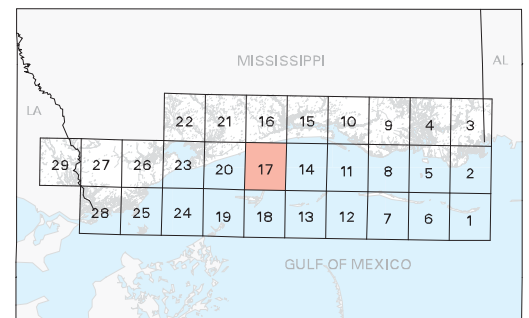 MISSISSIPPI
AL
LA
22 21 16 15 10 9 4 3
29 27 26 23 20 17 14 11 8 5 2
28 25 24 19 18 13 12 7 6 1
GULF OF MEXICO